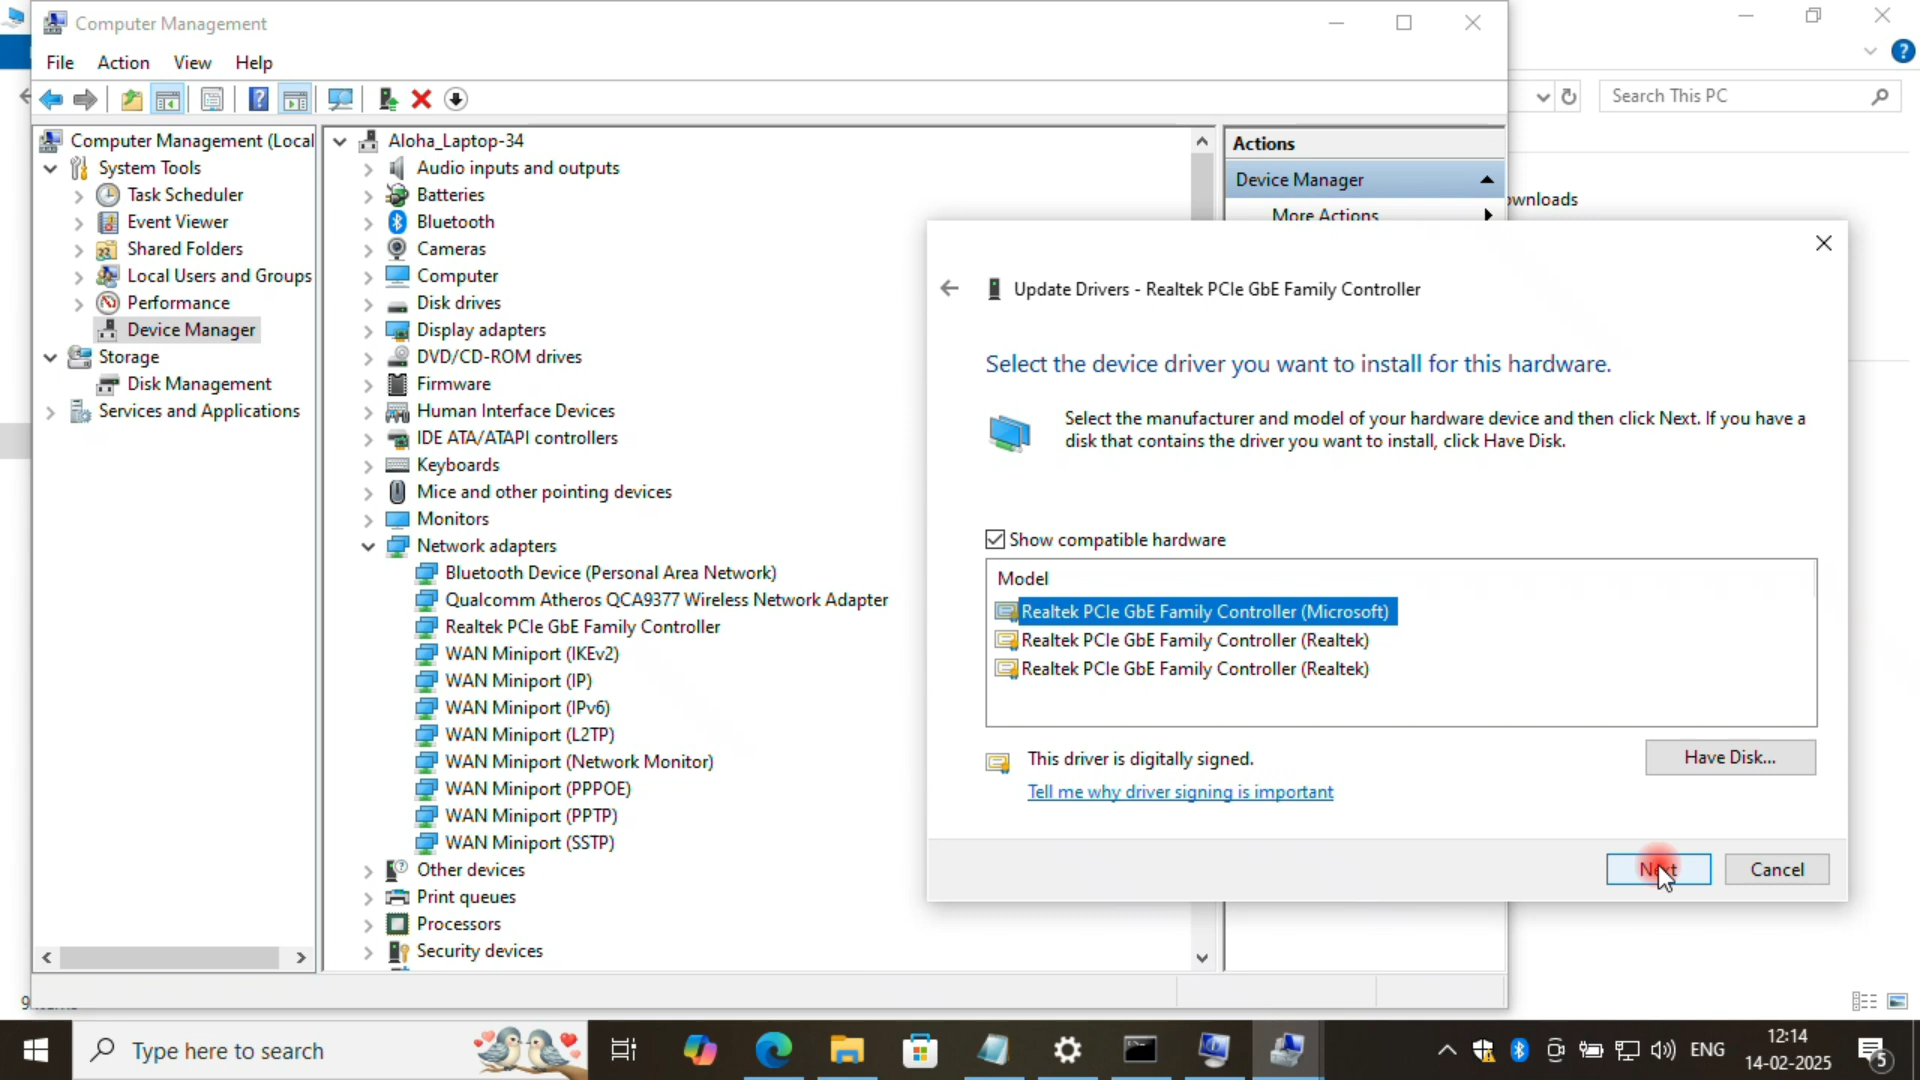 Computer Management
File Action View Help
Search This PC
Computer Management (Local
System Tools
Task Scheduler
Event Viewer
Shared Folders
Local Users and Groups
Performance
Device Manager
Storage
Disk Management
Services and Applications
Aloha_Laptop-34
Audio inputs and outputs
Batteries
Bluetooth
Cameras
Computer
Disk drives
Display adapters
DVD/CD-ROM drives
Firmware
Human Interface Devices
IDE ATA/ATAPI controllers
Keyboards
Mice and other pointing devices
Monitors
Network adapters
Bluetooth Device (Personal Area Network)
Qualcomm Atheros QCA9377 Wireless Network Adapter
Realtek PCIe GbE Family Controller
WAN Miniport (IKEv2)
WAN Miniport (IP)
WAN Miniport (IPv6)
WAN Miniport (L2TP)
WAN Miniport (Network Monitor)
WAN Miniport (PPPOE)
WAN Miniport (PPTP)
WAN Miniport (SSTP)
Other devices
Print queues
Processors
Security devices
Actions
Device Manager
More Actions
ownloads
Update Drivers - Realtek PCIe GbE Family Controller
Select the device driver you want to install for this hardware.
Select the manufacturer and model of your hardware device and then click Next. If you have a
disk that contains the driver you want to install, click Have Disk.
Show compatible hardware
Model
Realtek PCIe GbE Family Controller (Microsoft)
Realtek PCIe GbE Family Controller (Realtek)
Realtek PCIe GbE Family Controller (Realtek)
This driver is digitally signed.
Have Disk...
Tell me why driver signing is important
Next Cancel
Type here to search
ENG
12:14
14-02-2025
5